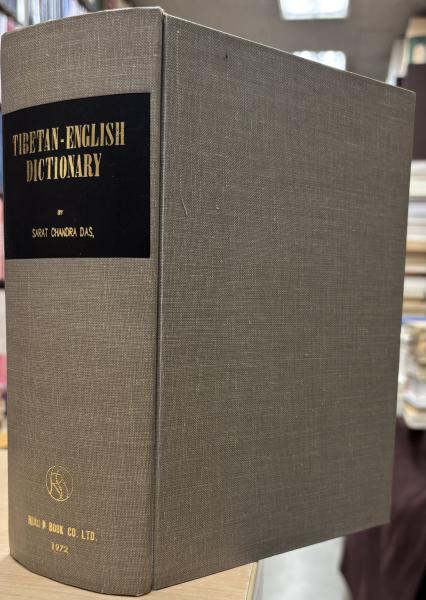 TIBETAN-ENGLISH
DICTIONARY
BY
SARAT CHANDRA DAS,
BOOK CO. LTD.
1972